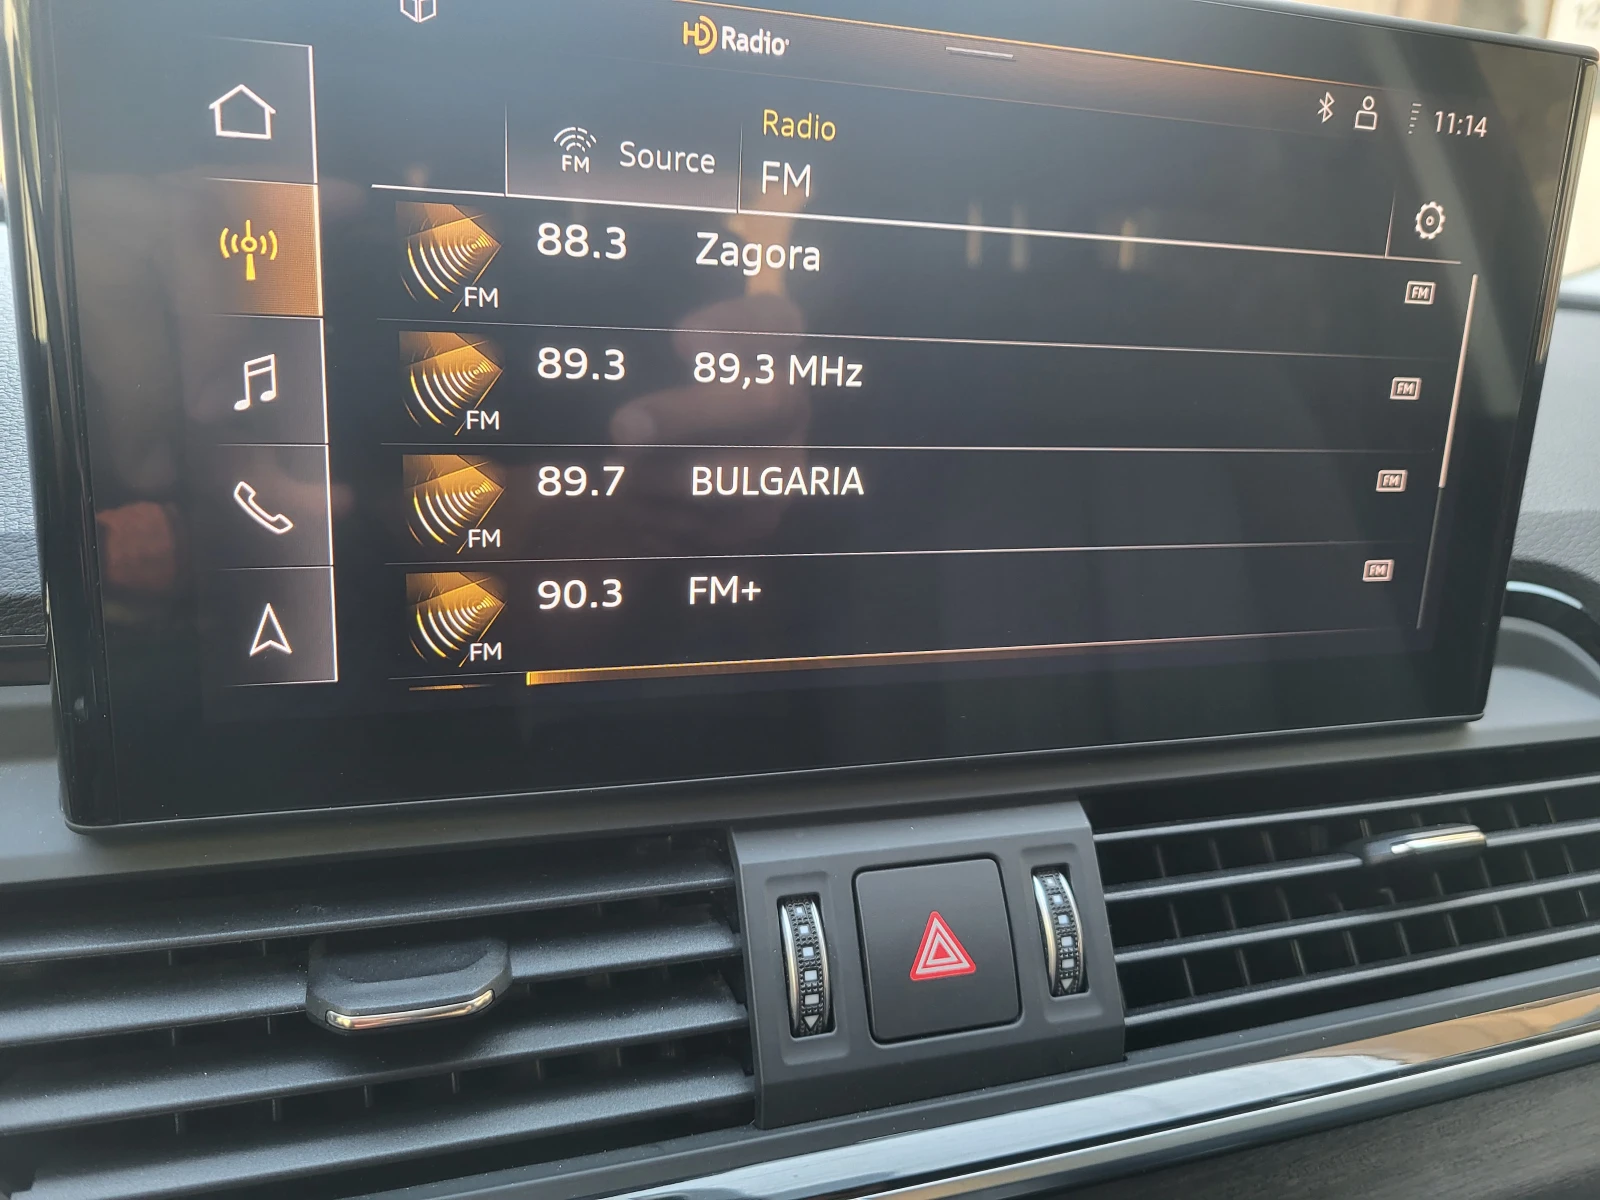 HD Radio
11:14
FM Source
Radio
FM
FM 88.3 Zagora FM
FM 89.3 89,3 MHz FM
FM 89.7 BULGARIA FM
FM 90.3 FM+ FM